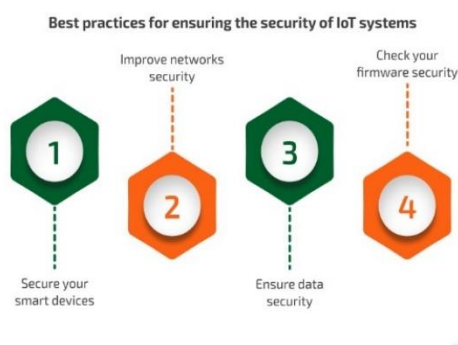 Best practices for ensuring the security of IoT systems
1
Secure your
smart devices
Improve networks
security
2
3
Ensure data
security
Check your
firmware security
4